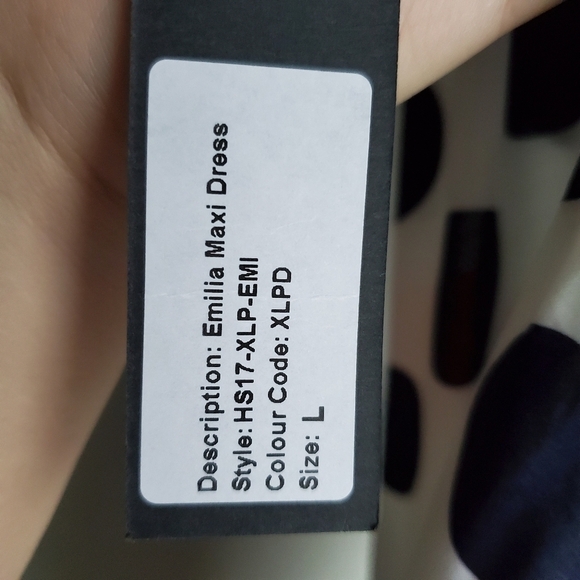 Description: Emilia Maxi Dress
Style: HS17-XLP-EMI
Colour Code: XLPD
Size: L